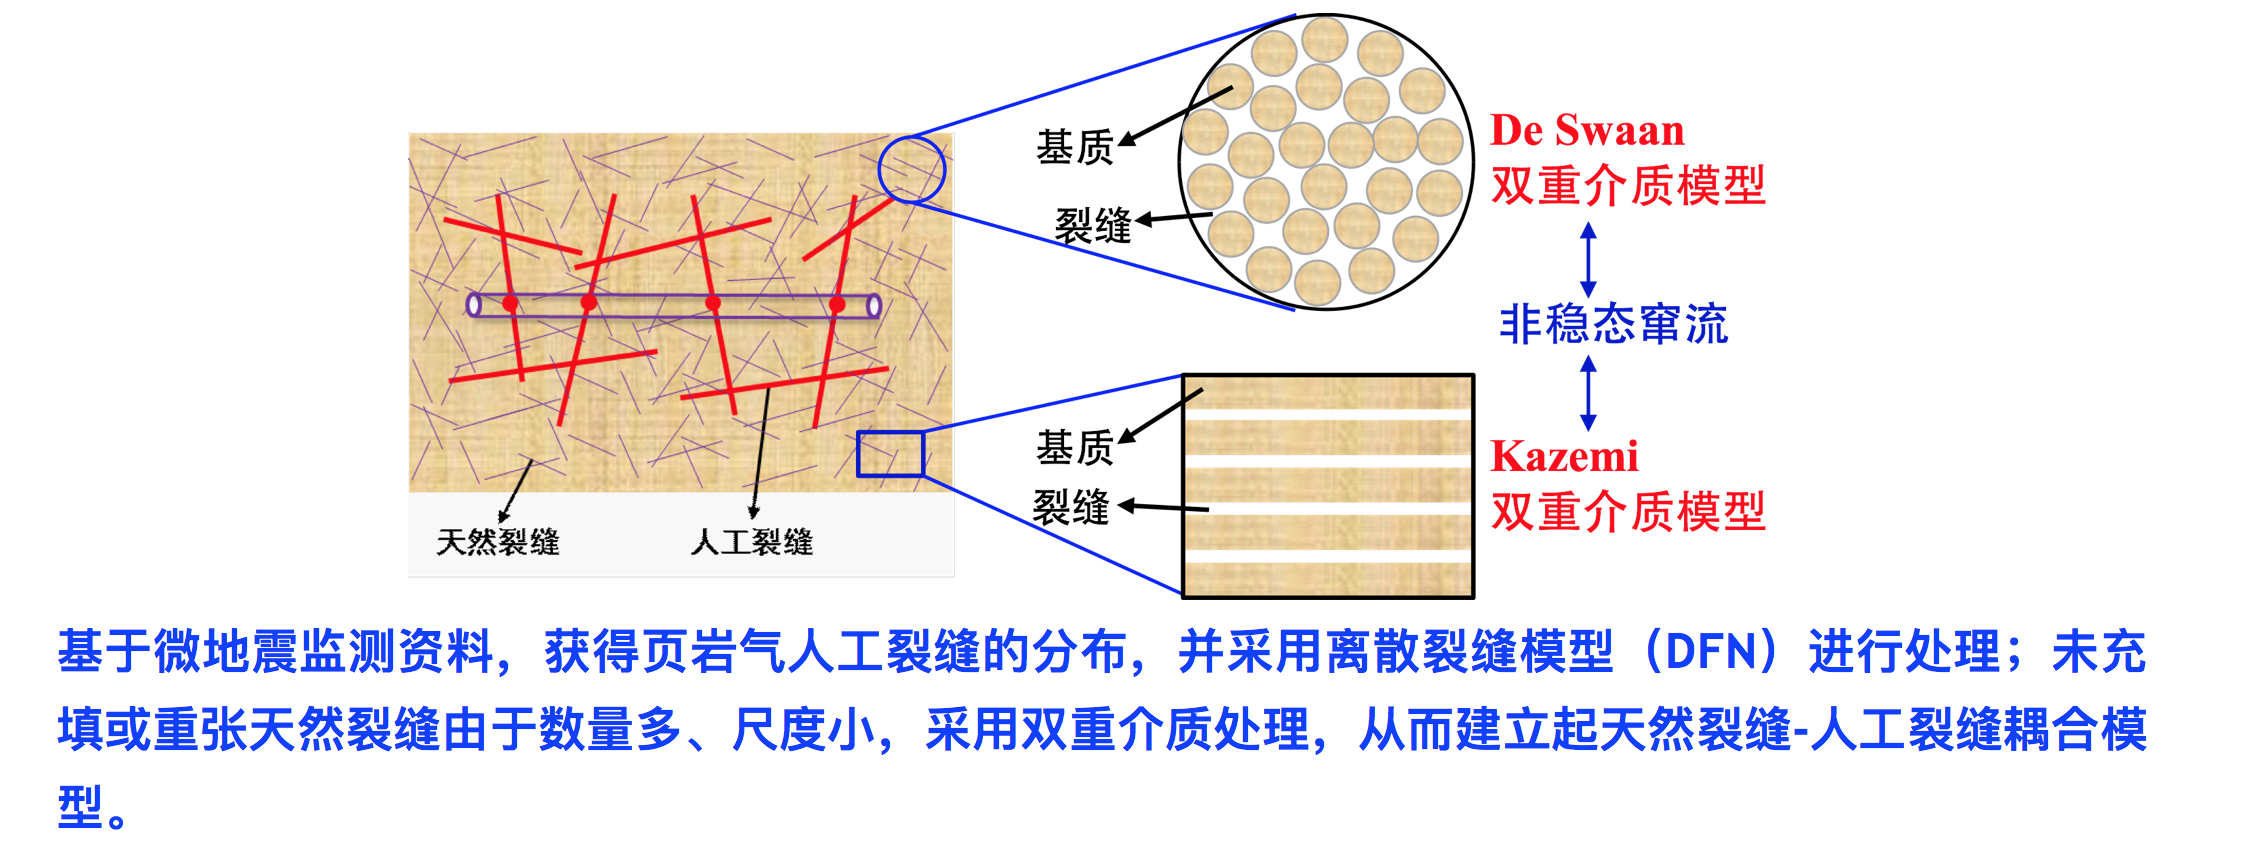 基质
裂缝
De Swaan
双重介质模型
非稳态窜流
Kazemi
双重介质模型
基质
裂缝
天然裂缝
人工裂缝
基于微地震监测资料，获得页岩气人工裂缝的分布，并采用离散裂缝模型（DFN）进行处理；未充
填或重张天然裂缝由于数量多、尺度小，采用双重介质处理，从而建立起天然裂缝-人工裂缝耦合模
型。